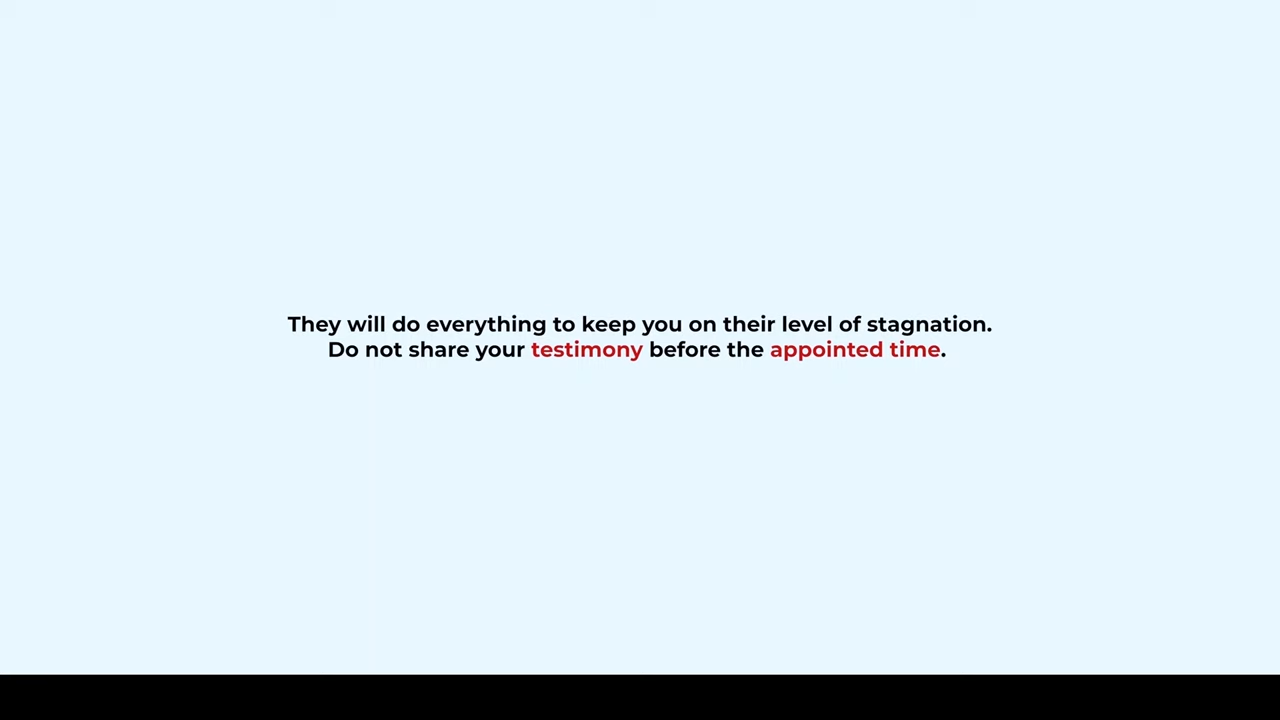 They will do everything to keep you on their level of stagnation.
Do not share your testimony before the appointed time.